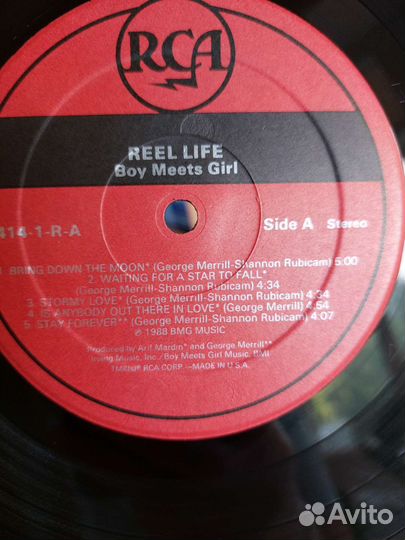 RCA
REEL LIFE
Boy Meets Girl
414-1-R-A
Side A Stereo
BRING DOWN THE MOON* (George Merrill-Shannon Rubicam) 5:00
2. WAITING FOR A STAR TO FALL*
(George Merrill-Shannon Rubicam) 4:34
3. STORMY LOVE* (George Merrill-Shannon Rubicam) 4:34
4. IS ANYBODY OUT THERE IN LOVE* (George Merrill) 4:54
5. STAY FOREVER** (George Merrill-Shannon Rubicam) 4:07
℗ 1988 BMG MUSIC
Produced by Arif Mardin* and George Merrill**
Irving Music, Inc./Boy Meets Girl Music, BMI
TMK(s)® RCA CORP.—MADE IN U.S.A.
Avito